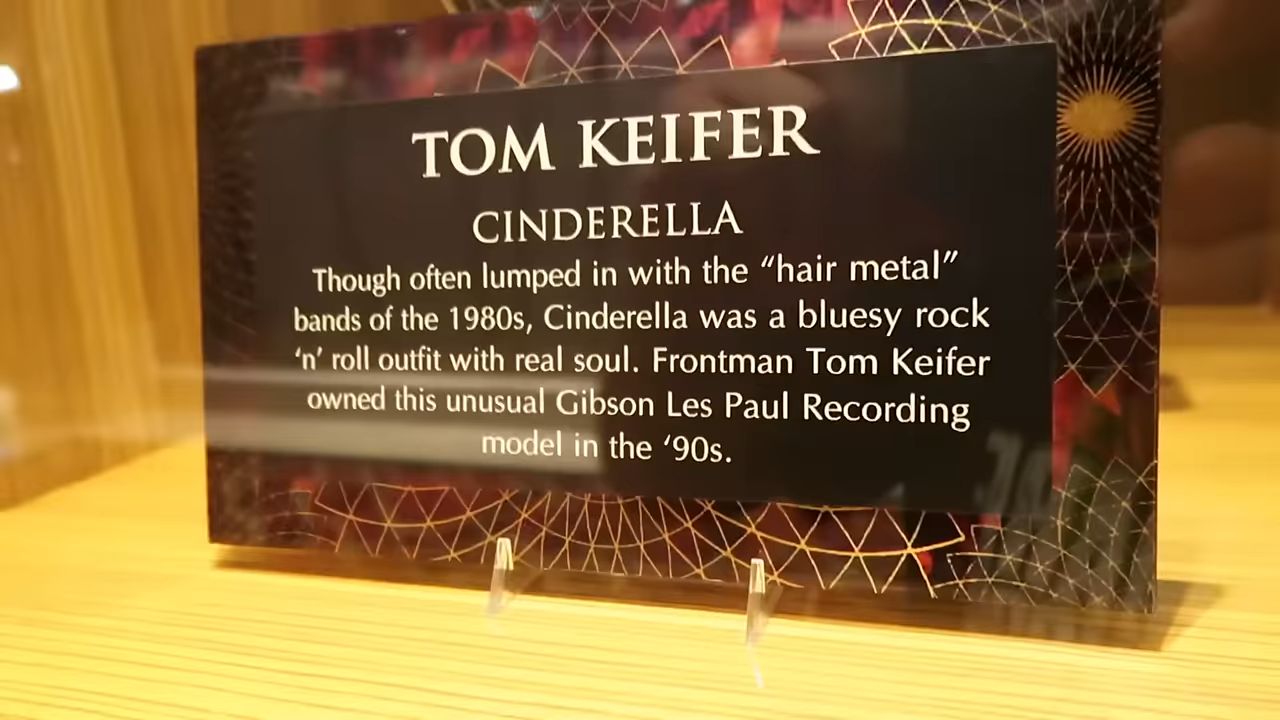 TOM KEIFER
CINDERELLA
Though often lumped in with the “hair metal”
bands of the 1980s, Cinderella was a bluesy rock
‘n’ roll outfit with real soul. Frontman Tom Keifer
owned this unusual Gibson Les Paul Recording
model in the ‘90s.